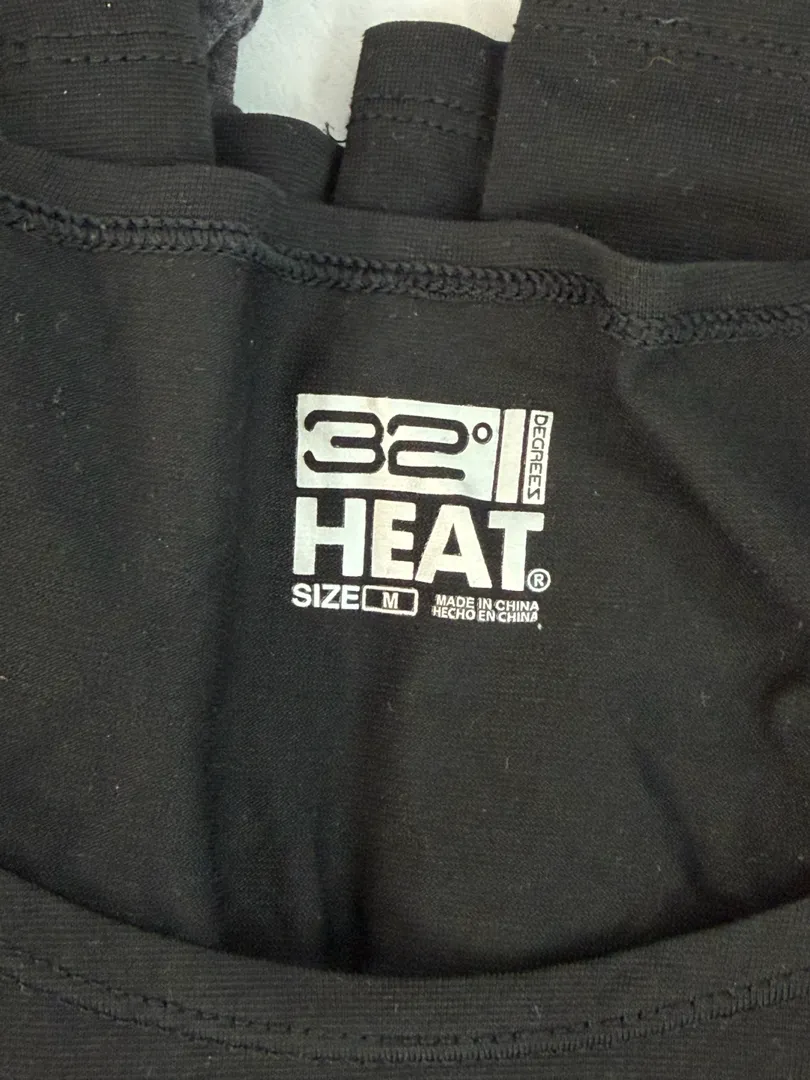 32° DEGREES
HEAT®
SIZE M
MADE IN CHINA
HECHO EN CHINA